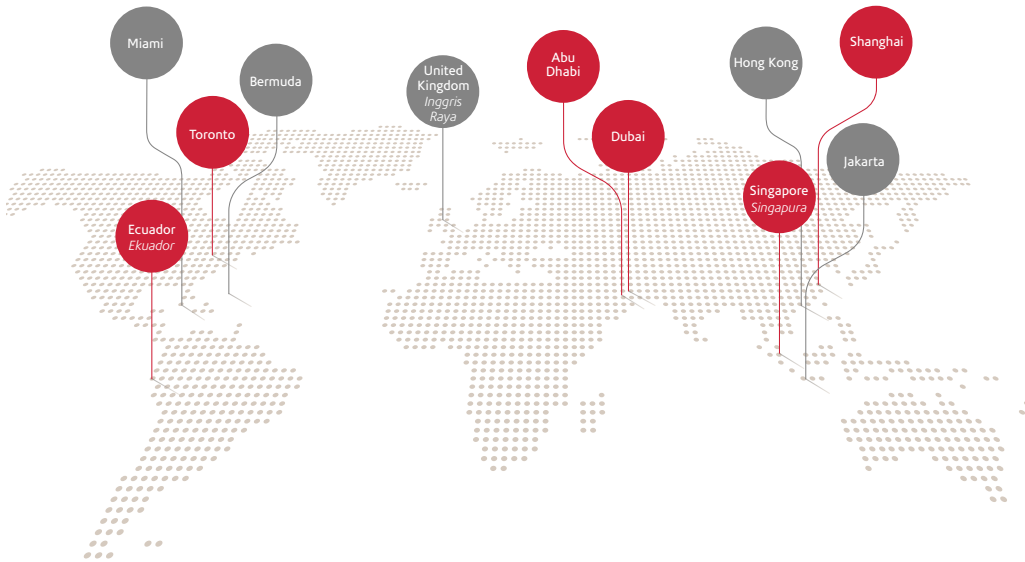 Miami
Bermuda
Toronto
Ecuador
Ekuador
United
Kingdom
Inggris
Raya
Abu
Dhabi
Dubai
Hong Kong
Shanghai
Jakarta
Singapore
Singapura